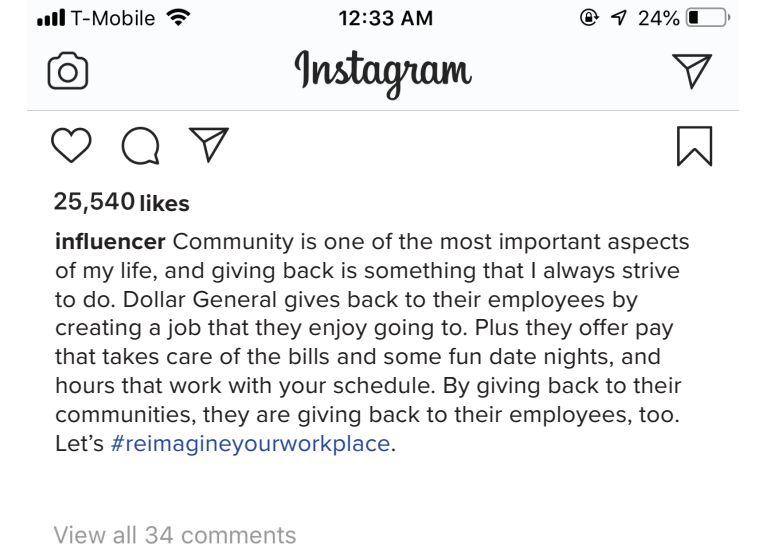 T-Mobile 12:33 AM 24%
Instagram
25,540 likes
influencer Community is one of the most important aspects
of my life, and giving back is something that I always strive
to do. Dollar General gives back to their employees by
creating a job that they enjoy going to. Plus they offer pay
that takes care of the bills and some fun date nights, and
hours that work with your schedule. By giving back to their
communities, they are giving back to their employees, too.
Let’s #reimagineyourworkplace.
View all 34 comments